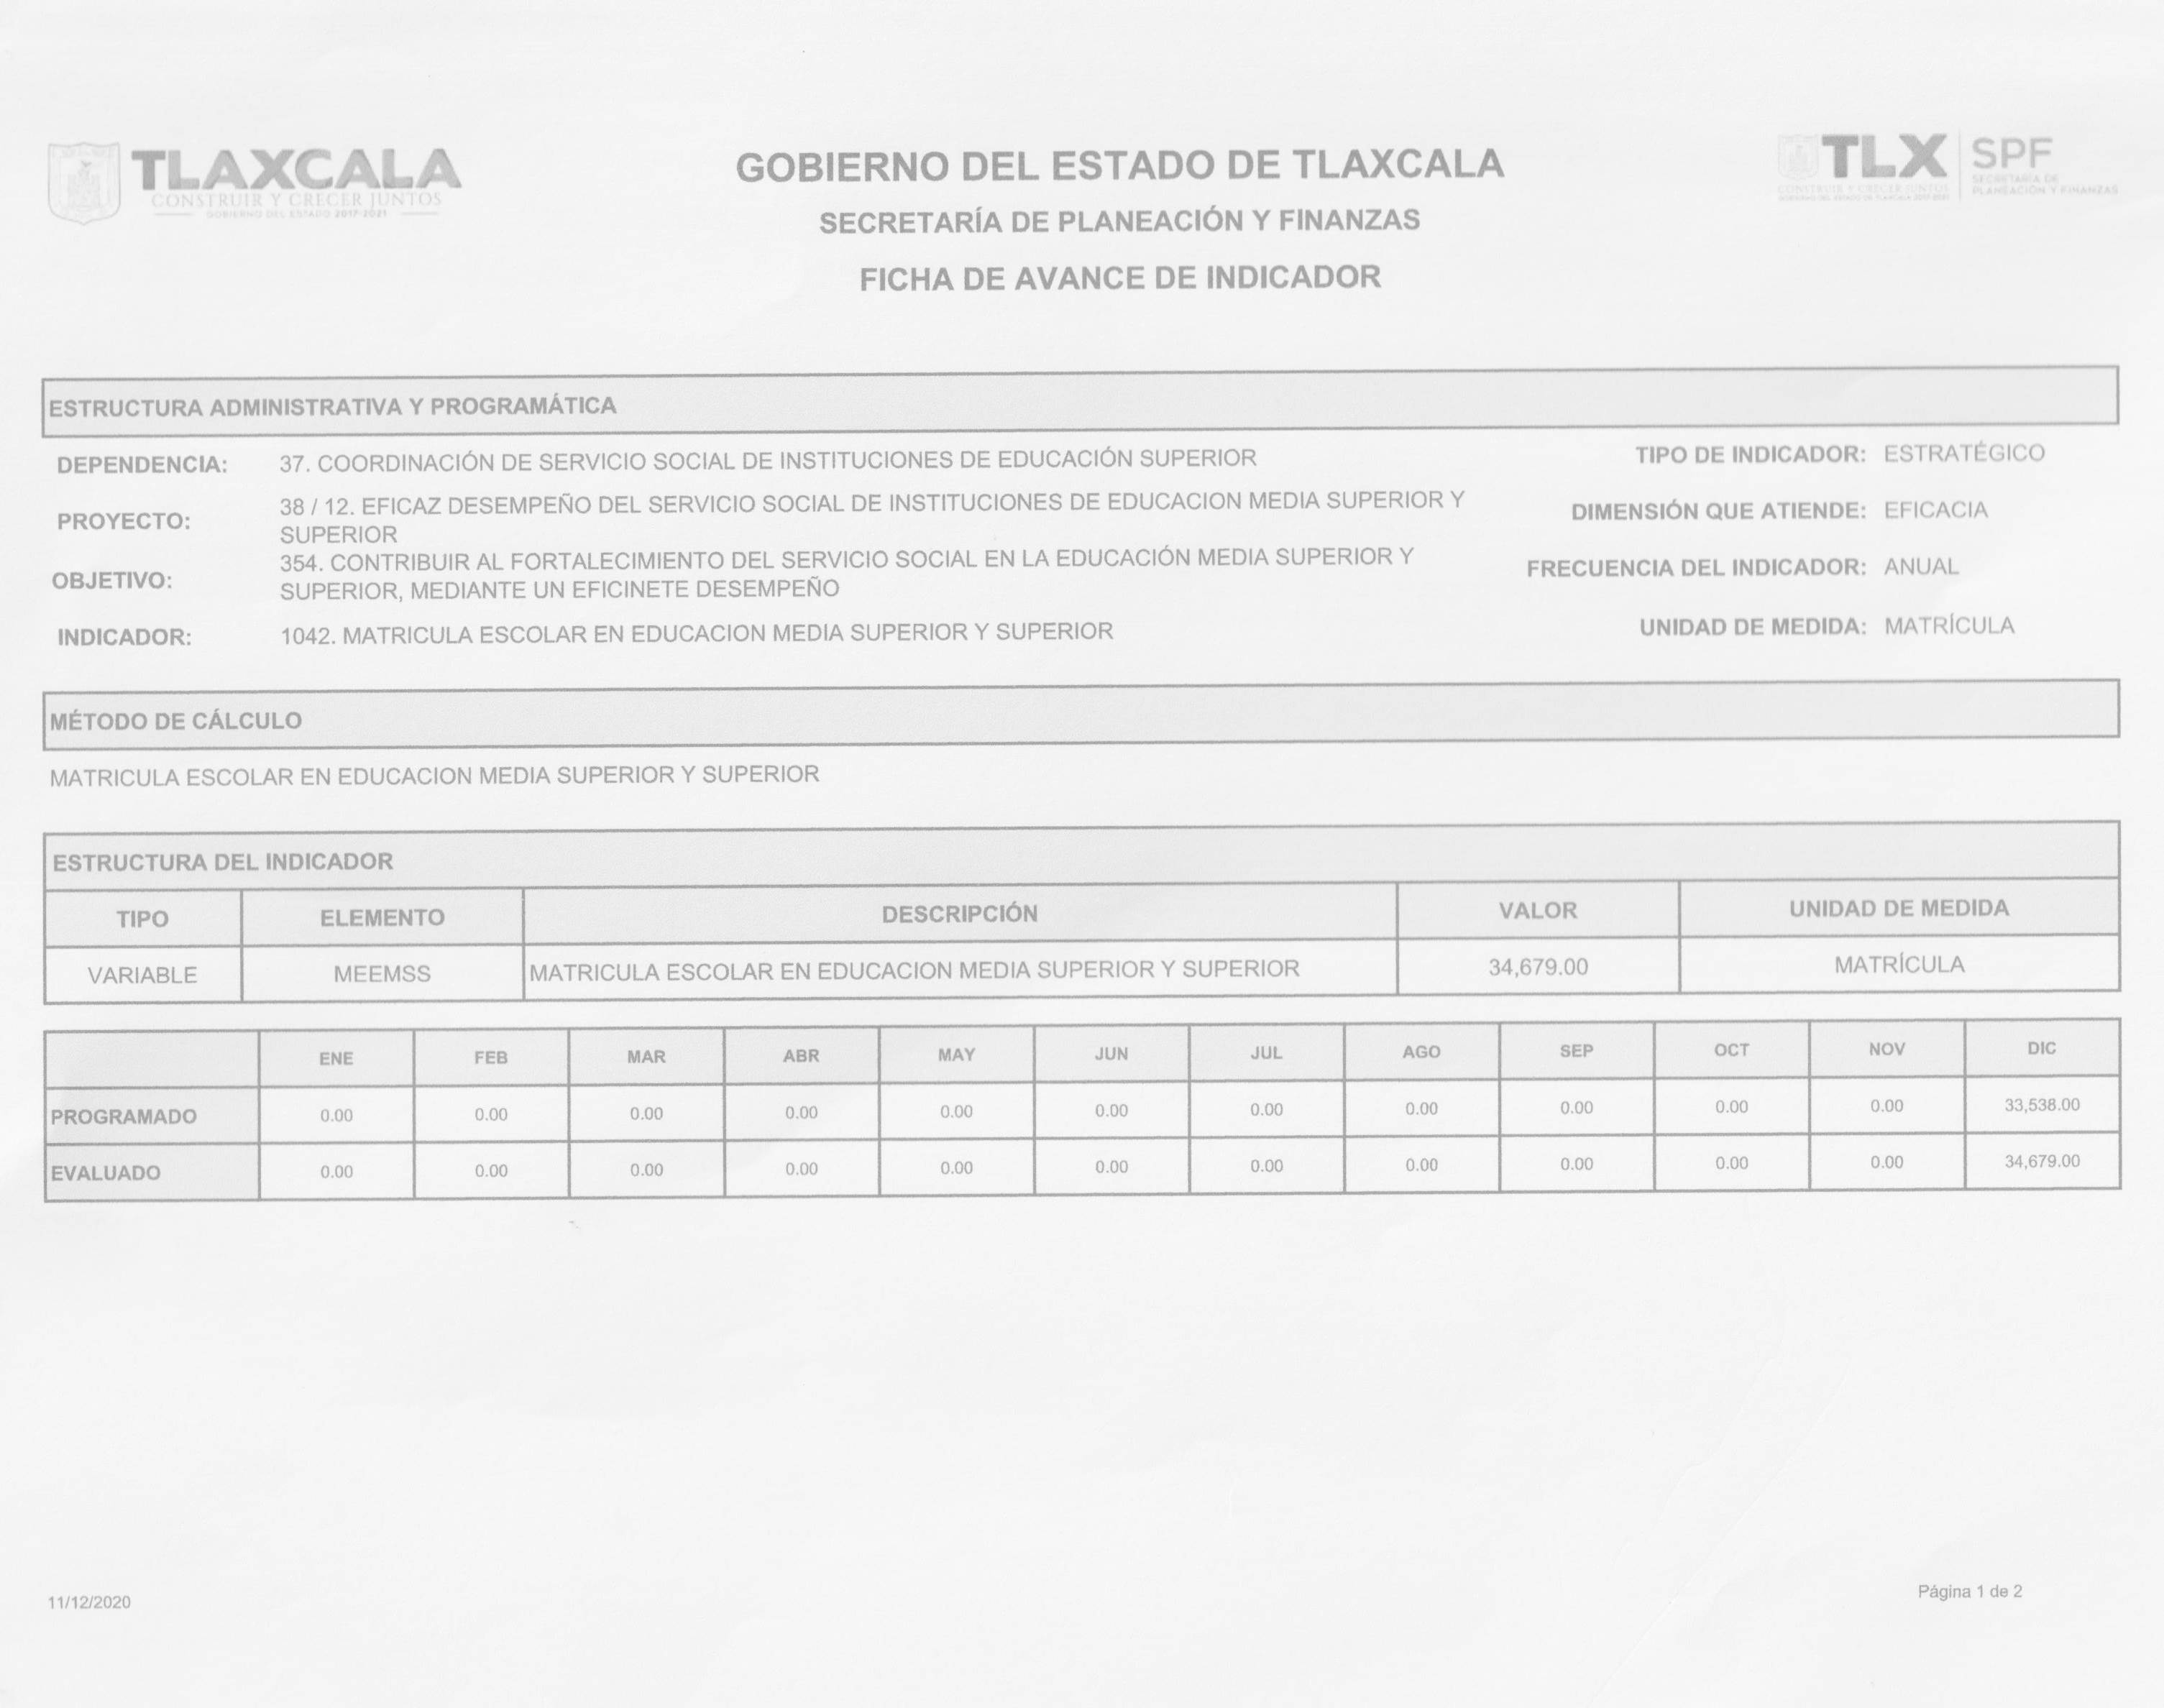 TLAXCALA
CONSTRUIR Y CRECER JUNTOS
GOBIERNO DEL ESTADO 2017-2021
GOBIERNO DEL ESTADO DE TLAXCALA
SECRETARÍA DE PLANEACIÓN Y FINANZAS
FICHA DE AVANCE DE INDICADOR
TLX
CONSTRUIR Y CRECER JUNTOS
SPF
SECRETARÍA DE
PLANEACIÓN Y FINANZAS
ESTRUCTURA ADMINISTRATIVA Y PROGRAMÁTICA
DEPENDENCIA: 37. COORDINACIÓN DE SERVICIO SOCIAL DE INSTITUCIONES DE EDUCACIÓN SUPERIOR TIPO DE INDICADOR: ESTRATÉGICO
PROYECTO: 38 / 12. EFICAZ DESEMPEÑO DEL SERVICIO SOCIAL DE INSTITUCIONES DE EDUCACION MEDIA SUPERIOR Y DIMENSIÓN QUE ATIENDE: EFICACIA
SUPERIOR
OBJETIVO: 354. CONTRIBUIR AL FORTALECIMIENTO DEL SERVICIO SOCIAL EN LA EDUCACIÓN MEDIA SUPERIOR Y FRECUENCIA DEL INDICADOR: ANUAL
SUPERIOR, MEDIANTE UN EFICINETE DESEMPEÑO
INDICADOR: 1042. MATRICULA ESCOLAR EN EDUCACION MEDIA SUPERIOR Y SUPERIOR UNIDAD DE MEDIDA: MATRÍCULA
MÉTODO DE CÁLCULO
MATRICULA ESCOLAR EN EDUCACION MEDIA SUPERIOR Y SUPERIOR
ESTRUCTURA DEL INDICADOR
TIPO ELEMENTO DESCRIPCIÓN VALOR UNIDAD DE MEDIDA
VARIABLE MEEMSS MATRICULA ESCOLAR EN EDUCACION MEDIA SUPERIOR Y SUPERIOR 34,679.00 MATRÍCULA
ENE FEB MAR ABR MAY JUN JUL AGO SEP OCT NOV DIC
PROGRAMADO 0.00 0.00 0.00 0.00 0.00 0.00 0.00 0.00 0.00 0.00 0.00 33,538.00
EVALUADO 0.00 0.00 0.00 0.00 0.00 0.00 0.00 0.00 0.00 0.00 0.00 34,679.00
11/12/2020 Página 1 de 2